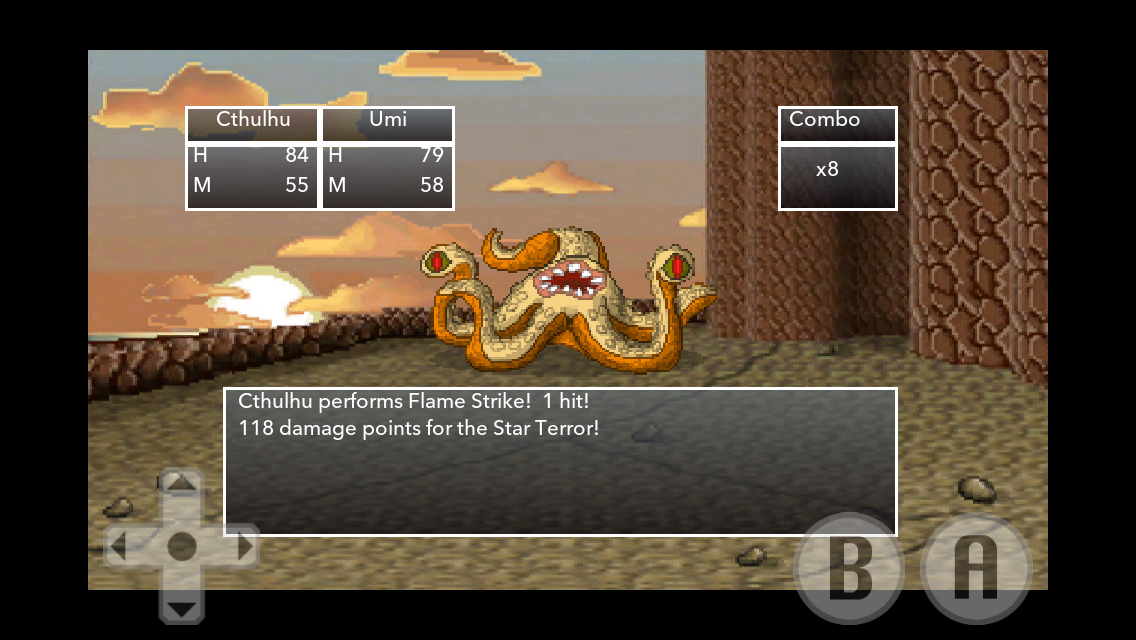 Cthulhu Umi Combo
H 84 H 79
x8
M 55 M 58
Cthulhu performs Flame Strike!  1 hit!
118 damage points for the Star Terror!
B A